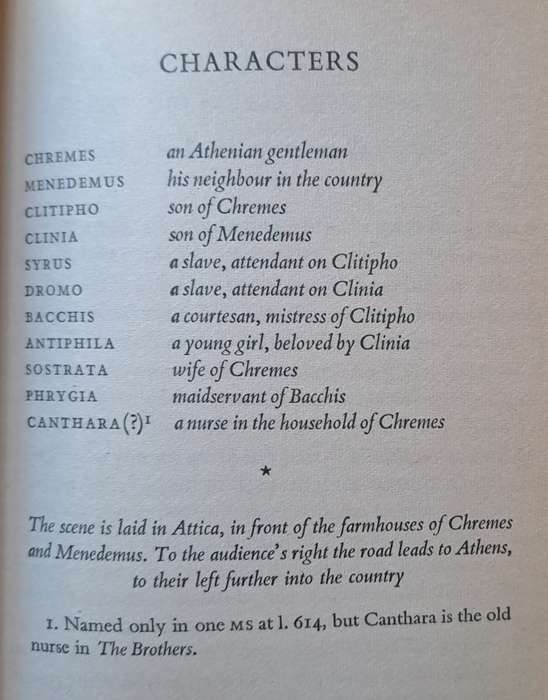 CHARACTERS
CHREMES an Athenian gentleman
MENEDEMUS his neighbour in the country
CLITIPHO son of Chremes
CLINIA son of Menedemus
SYRUS a slave, attendant on Clitipho
DROMO a slave, attendant on Clinia
BACCHIS a courtesan, mistress of Clitipho
ANTIPHILA a young girl, beloved by Clinia
SOSTRATA wife of Chremes
PHRYGIA maidservant of Bacchis
CANTHARA(?)¹ a nurse in the household of Chremes
*
The scene is laid in Attica, in front of the farmhouses of Chremes
and Menedemus. To the audience's right the road leads to Athens,
to their left further into the country
1. Named only in one MS at l. 614, but Canthara is the old
nurse in The Brothers.